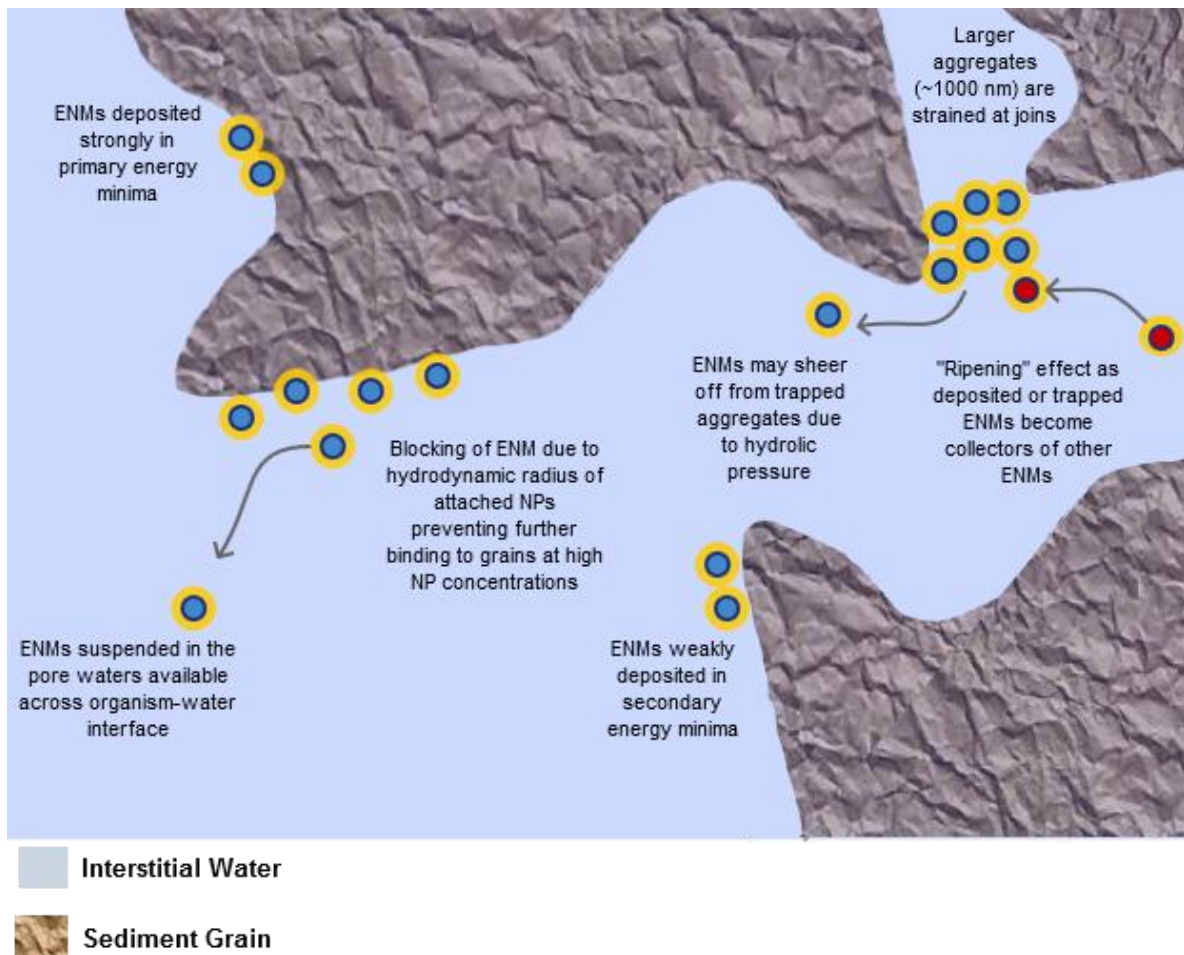 Larger
aggregates
(~1000 nm) are
strained at joins
ENMs deposited
strongly in
primary energy
minima
ENMs may sheer
off from trapped
aggregates due
to hydrolic
pressure
"Ripening" effect as
deposited or trapped
ENMs become
collectors of other
ENMs
Blocking of ENM due to
hydrodynamic radius of
attached NPs
preventing further
binding to grains at high
NP concentrations
ENMs suspended in the
pore waters available
across organism-water
interface
ENMs weakly
deposited in
secondary
energy minima
Interstitial Water
Sediment Grain